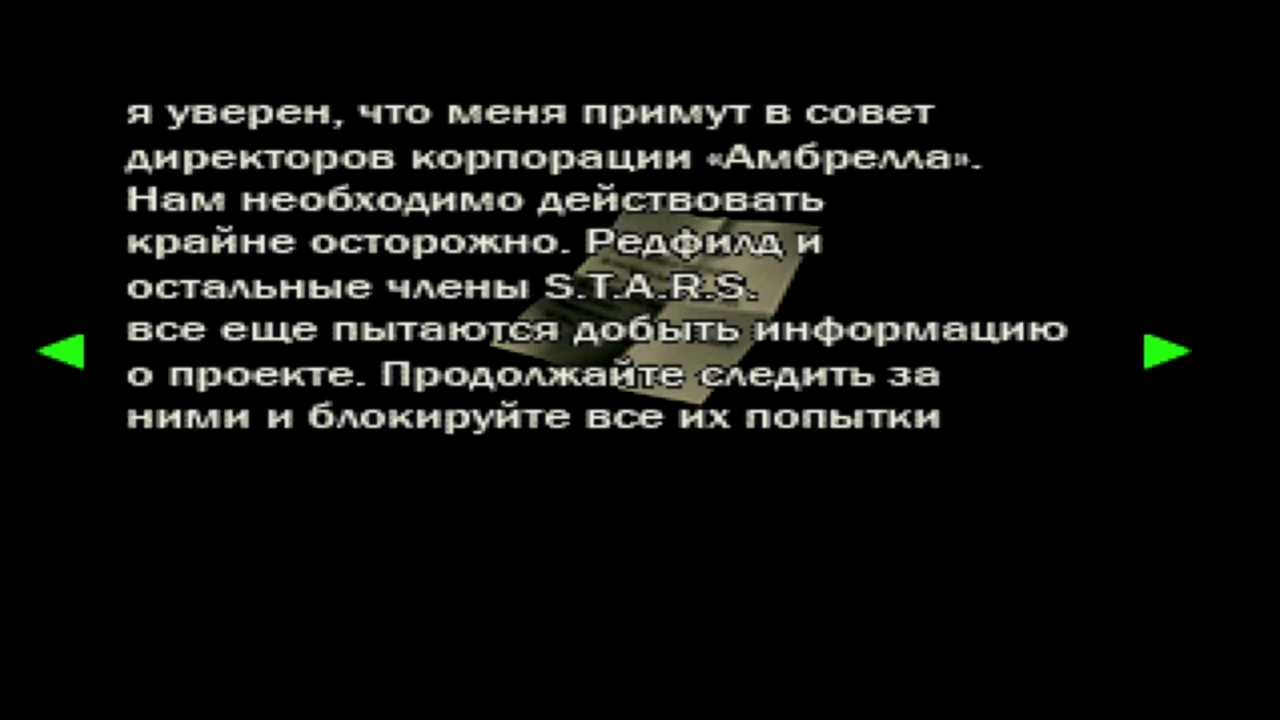 я уверен, что меня примут в совет
директоров корпорации «Амбрелла».
Нам необходимо действовать
крайне осторожно. Редфилд и
остальные члены S.T.A.R.S.
все еще пытаются добыть информацию
о проекте. Продолжайте следить за
ними и блокируйте все их попытки